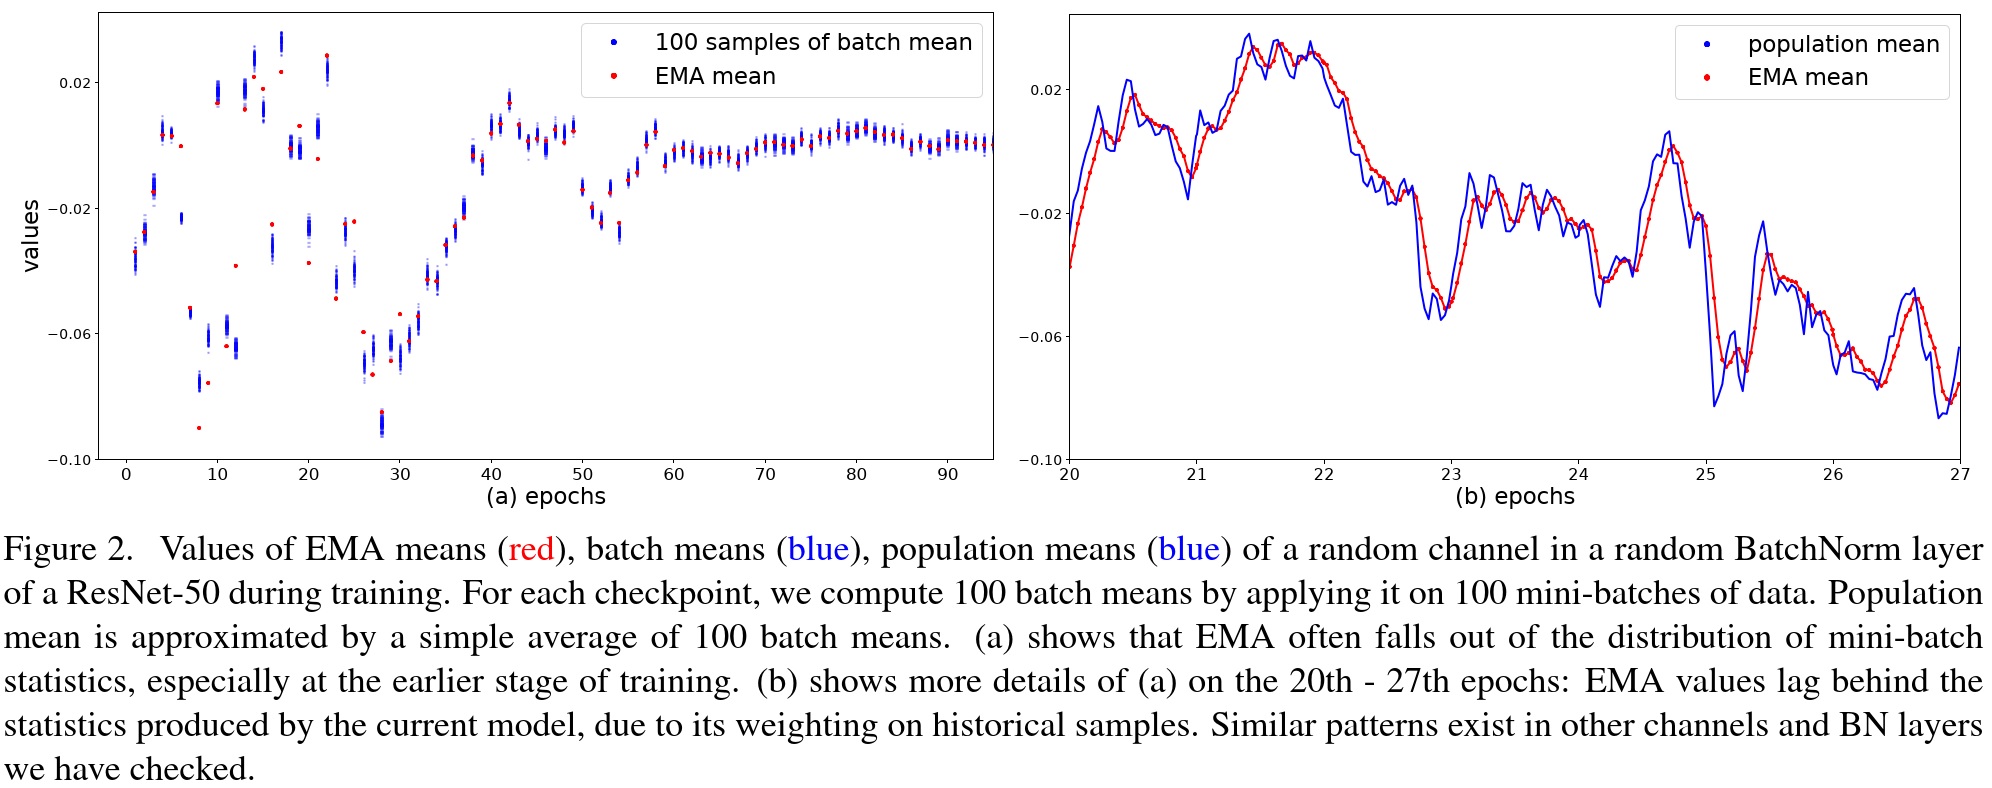 values
0.02
−0.02
−0.06
−0.10
100 samples of batch mean
EMA mean
0 10 20 30 40 50 60 70 80 90
(a) epochs
0.02
−0.02
−0.06
−0.10
population mean
EMA mean
20 21 22 23 24 25 26 27
(b) epochs
Figure 2. Values of EMA means (red), batch means (blue), population means (blue) of a random channel in a random BatchNorm layer
of a ResNet-50 during training. For each checkpoint, we compute 100 batch means by applying it on 100 mini-batches of data. Population
mean is approximated by a simple average of 100 batch means. (a) shows that EMA often falls out of the distribution of mini-batch
statistics, especially at the earlier stage of training. (b) shows more details of (a) on the 20th - 27th epochs: EMA values lag behind the
statistics produced by the current model, due to its weighting on historical samples. Similar patterns exist in other channels and BN layers
we have checked.